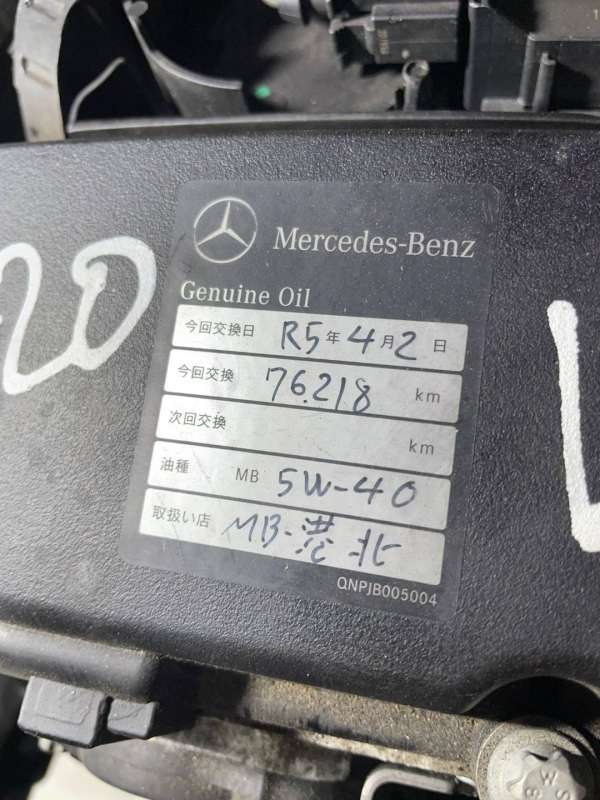 Mercedes-Benz
Genuine Oil
今回交換日 R5年4月2日
今回交換 76.218 km
次回交換 km
油種 MB 5W-40
取扱い店 MB-港北
QNPJB005004
20